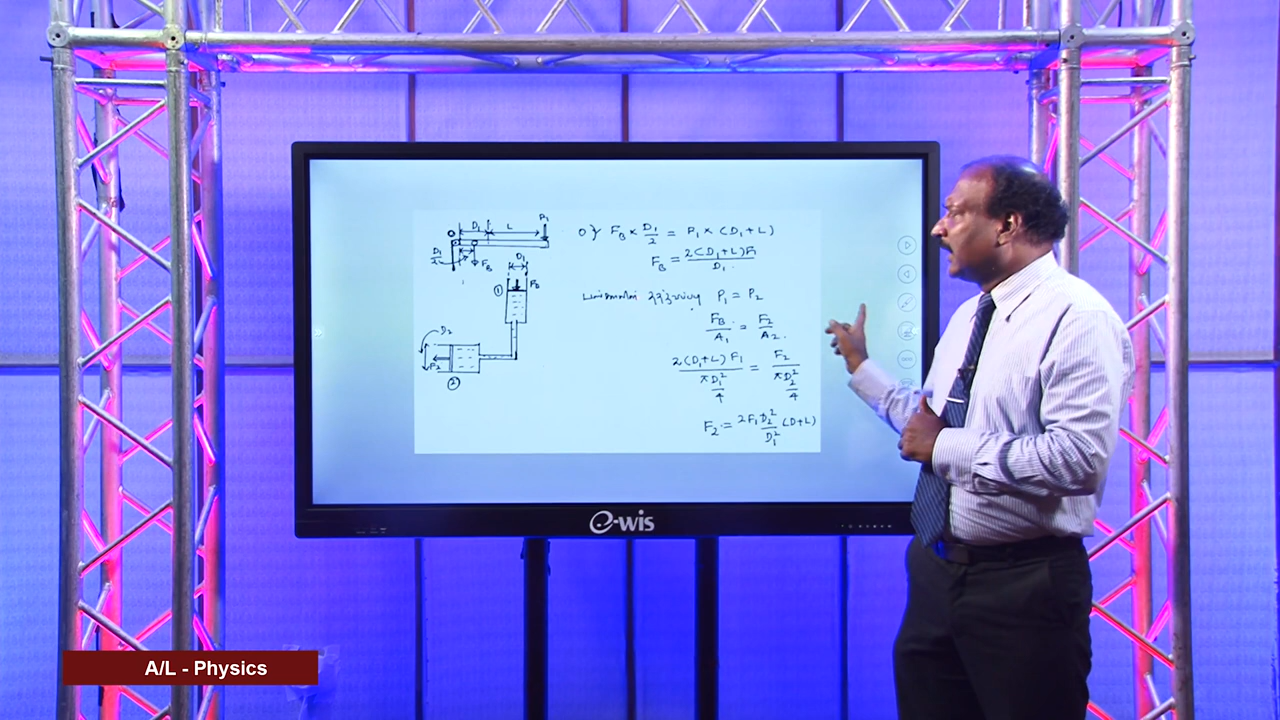 D₁ L P₁
O
D₁/2 F_B
D₁
① F_B
D₂
F₂
②
O} F_B × D₁/2 = P₁ × (D₁+L)
F_B = 2(D₁+L)F₁/D₁
P₁ = P₂
F_B/A₁ = F₂/A₂
2(D₁+L) F₁/(πD₁²/4) = F₂/(πD₂²/4)
F₂ = 2F₁D₂²/D₁² (D+L)
e-wis
A/L - Physics